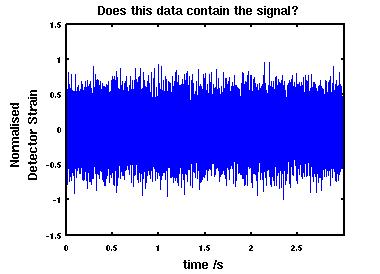 Does this data contain the signal?
1.5
1
0.5
0
-0.5
-1
-1.5
Normalised
Detector Strain
0 0.5 1 1.5 2 2.5
time /s